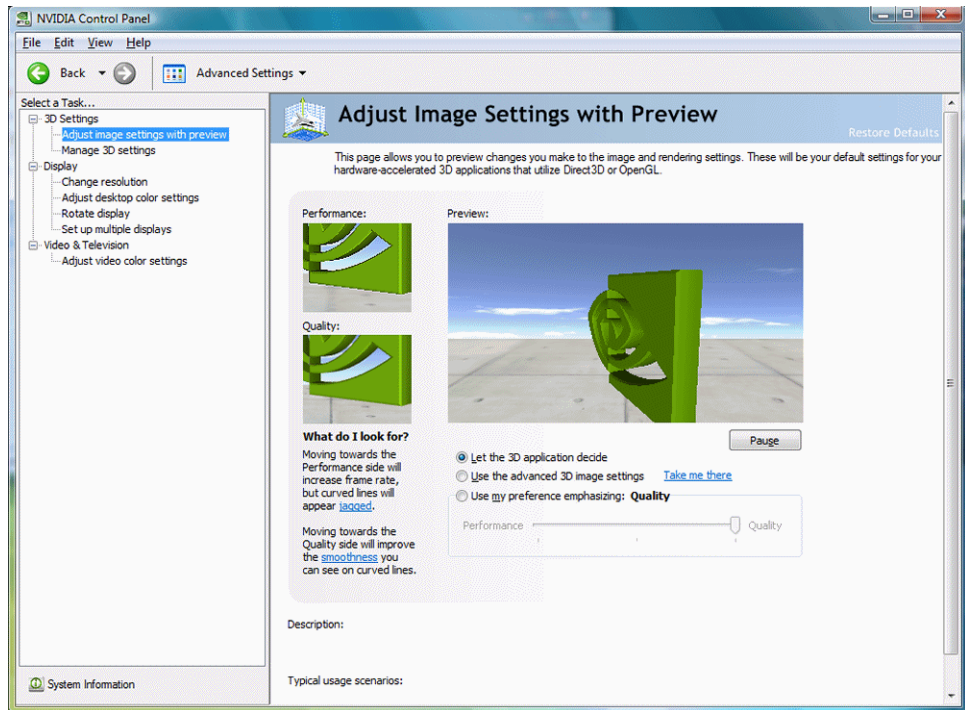 NVIDIA Control Panel
File Edit View Help
Back Advanced Settings
Select a Task...
3D Settings
Adjust image settings with preview
Manage 3D settings
Display
Change resolution
Adjust desktop color settings
Rotate display
Set up multiple displays
Video & Television
Adjust video color settings
System Information
Adjust Image Settings with Preview
Restore Defaults
This page allows you to preview changes you make to the image and rendering settings. These will be your default settings for your
hardware-accelerated 3D applications that utilize Direct3D or OpenGL.
Performance:
Quality:
What do I look for?
Moving towards the
Performance side will
increase frame rate,
but curved lines will
appear jagged.
Moving towards the
Quality side will improve
the smoothness you
can see on curved lines.
Preview:
Pause
Let the 3D application decide
Use the advanced 3D image settings Take me there
Use my preference emphasizing: Quality
Performance Quality
Description:
Typical usage scenarios: